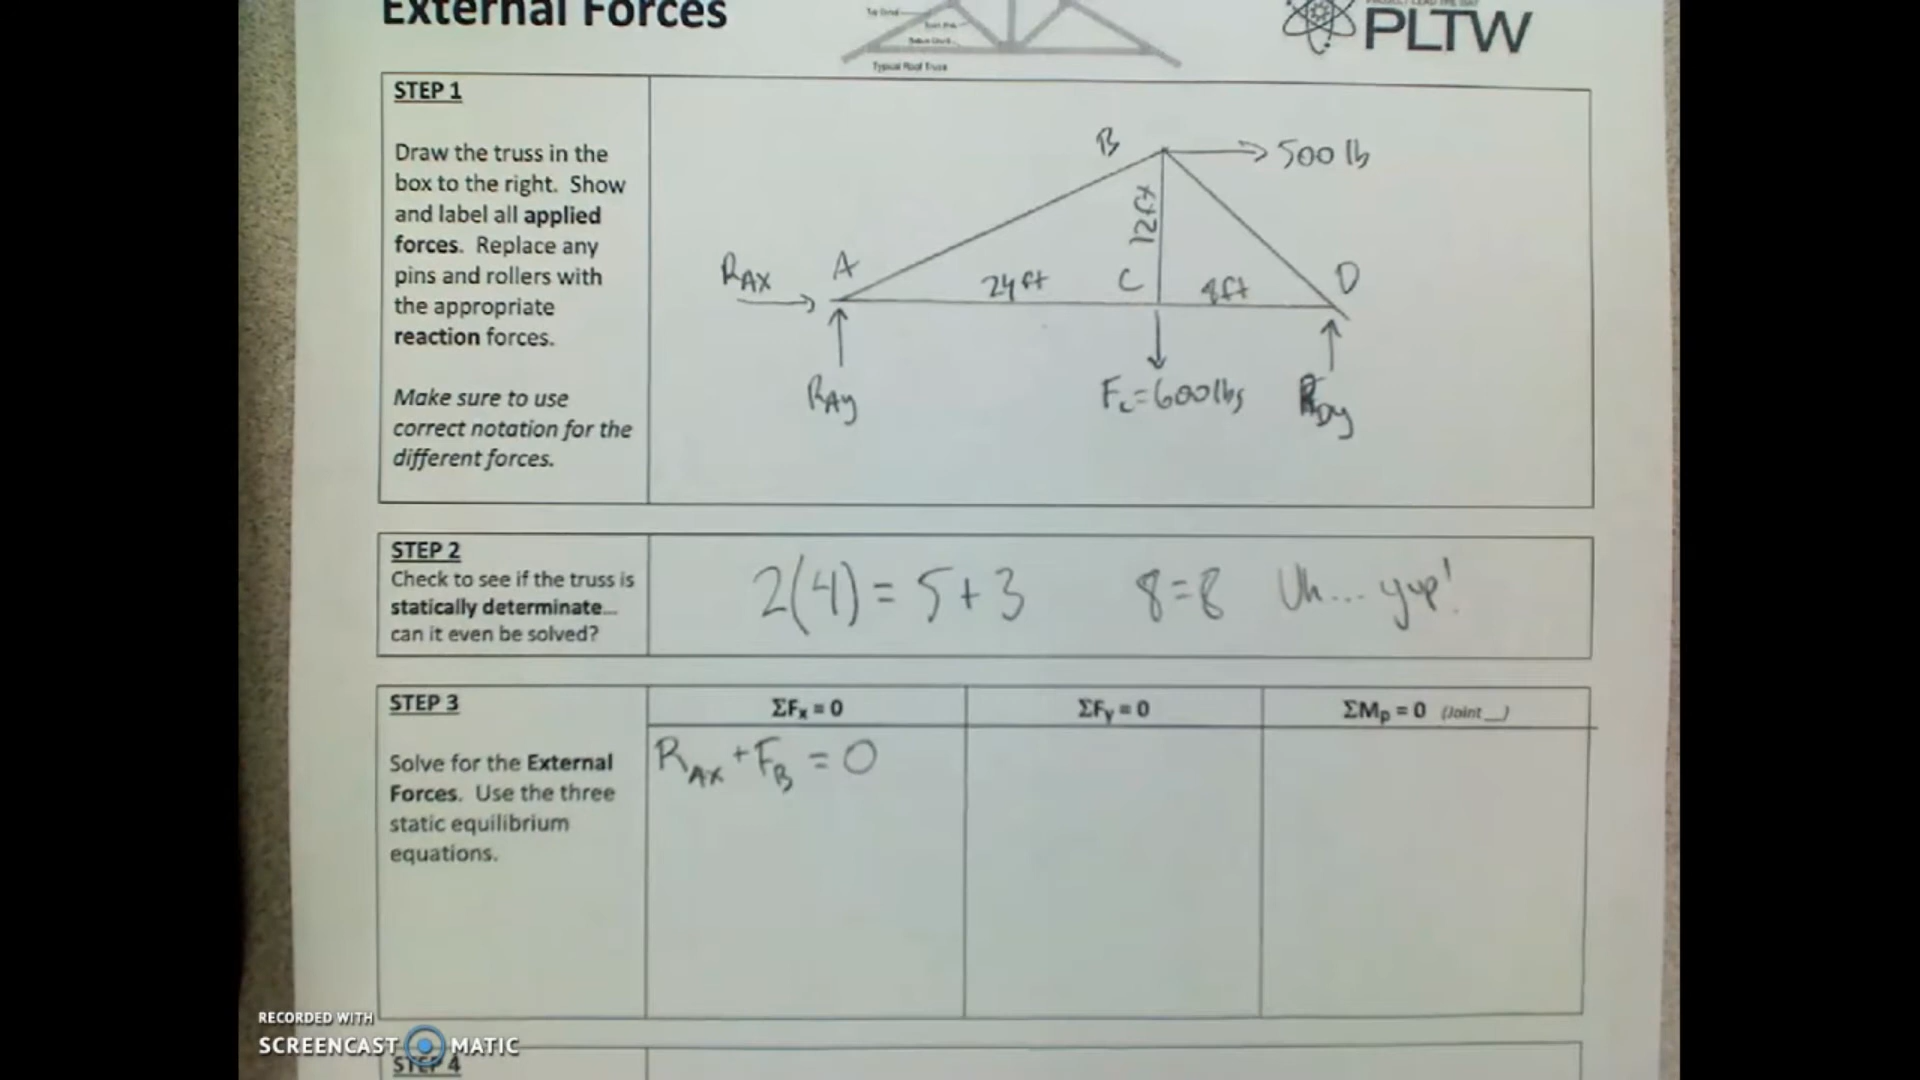 External Forces
Typical Roof Truss
PLTW
STEP 1
Draw the truss in the
box to the right. Show
and label all applied
forces. Replace any
pins and rollers with
the appropriate
reaction forces.
Make sure to use
correct notation for the
different forces.
B
500 lb
12ft
RAX
A
24ft
C
D
RAy
Fc=600lbs
RDy
STEP 2
Check to see if the truss is
statically determinate...
can it even be solved?
2(4) = 5+3 8=8 Uh... yup!
STEP 3
Solve for the External
Forces. Use the three
static equilibrium
equations.
ΣFx = 0
ΣFy = 0
ΣMp = 0 (Joint __)
RAX + FB = 0
RECORDED WITH
SCREENCAST MATIC
STEP 4